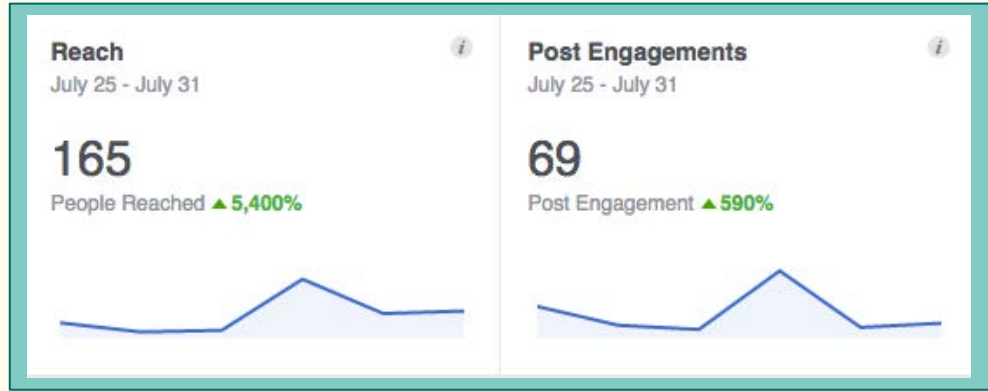 Reach
July 25 - July 31
165
People Reached ▲ 5,400%
Post Engagements
July 25 - July 31
69
Post Engagement ▲ 590%